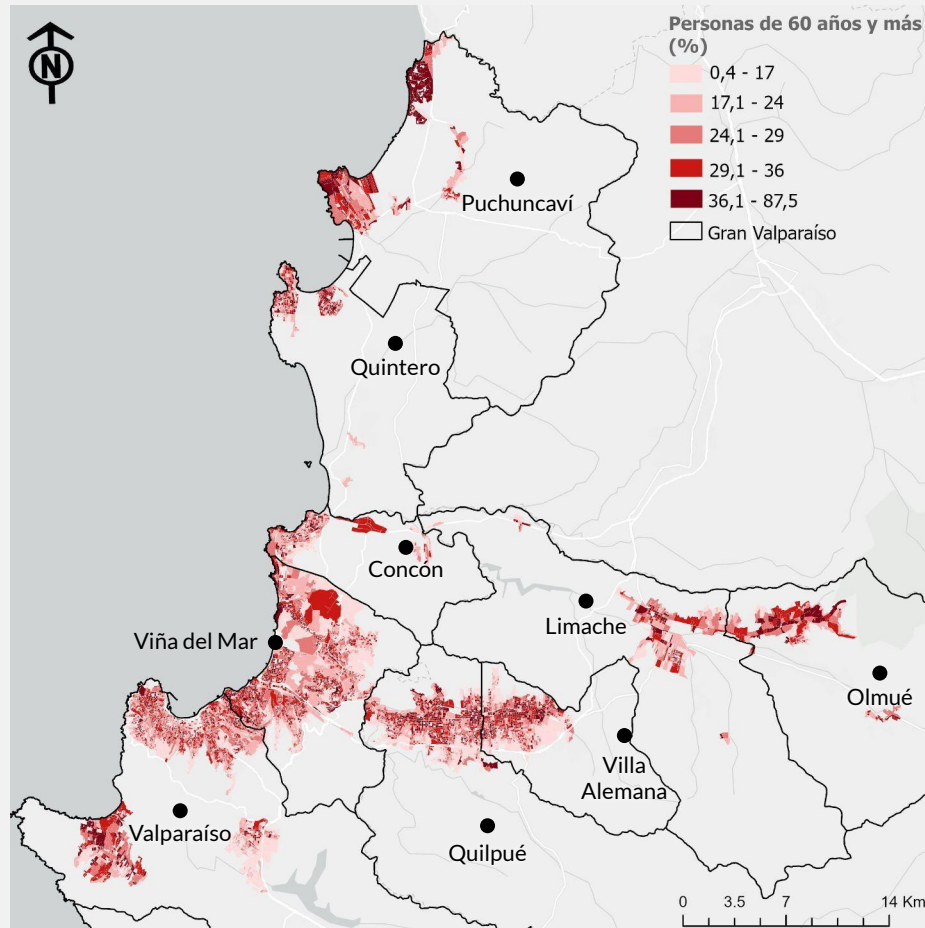 N
Personas de 60 años y más
(%)
0,4 - 17
17,1 - 24
24,1 - 29
29,1 - 36
36,1 - 87,5
Gran Valparaíso
Puchuncaví
Quintero
Concón
Limache
Viña del Mar
Olmué
Villa
Alemana
Valparaíso
Quilpué
0 3.5 7 14 Km